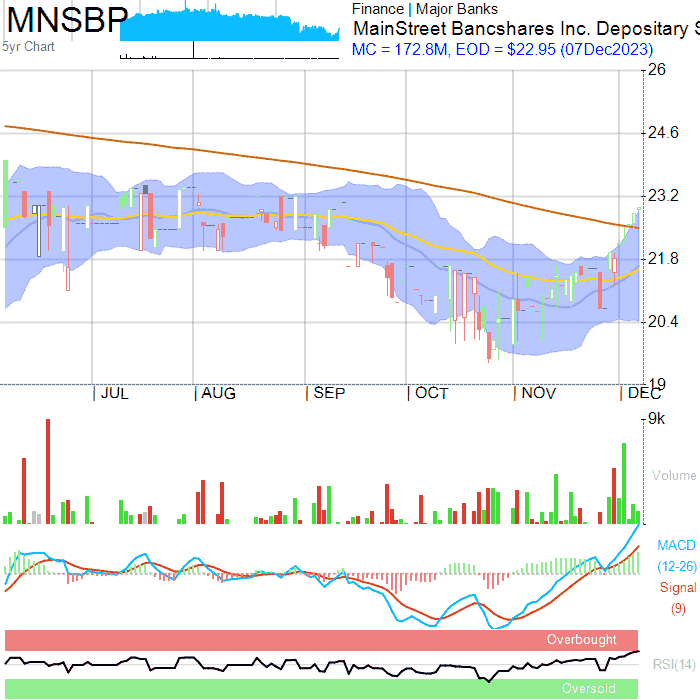 MNSBP
5yr Chart
Finance | Major Banks
MainStreet Bancshares Inc. Depositary S
MC = 172.8M, EOD = $22.95 (07Dec2023)
26
24.6
23.2
21.8
20.4
19
JUL AUG SEP OCT NOV DEC
9k
Volume
MACD
(12-26)
Signal
(9)
Overbought
RSI(14)
Oversold